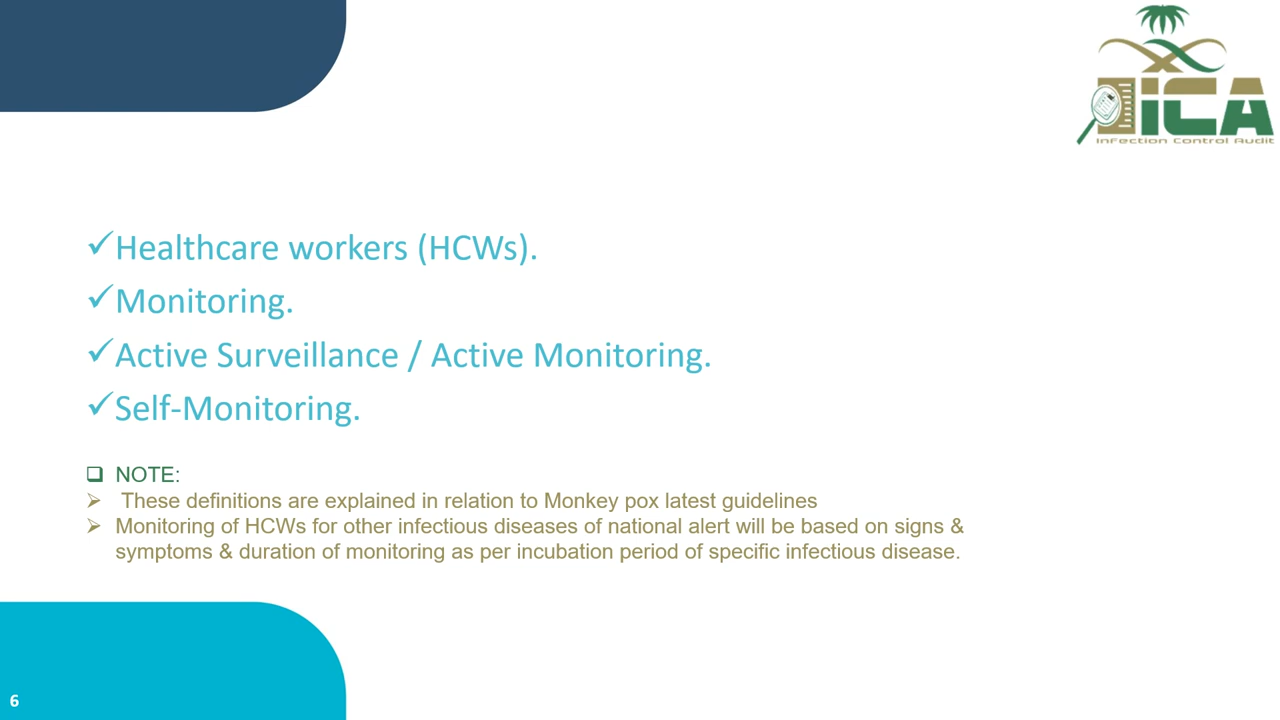 iCA
Infection Control Audit
✓Healthcare workers (HCWs).
✓Monitoring.
✓Active Surveillance / Active Monitoring.
✓Self-Monitoring.
❑ NOTE:
➢ These definitions are explained in relation to Monkey pox latest guidelines
➢ Monitoring of HCWs for other infectious diseases of national alert will be based on signs &
symptoms & duration of monitoring as per incubation period of specific infectious disease.
6